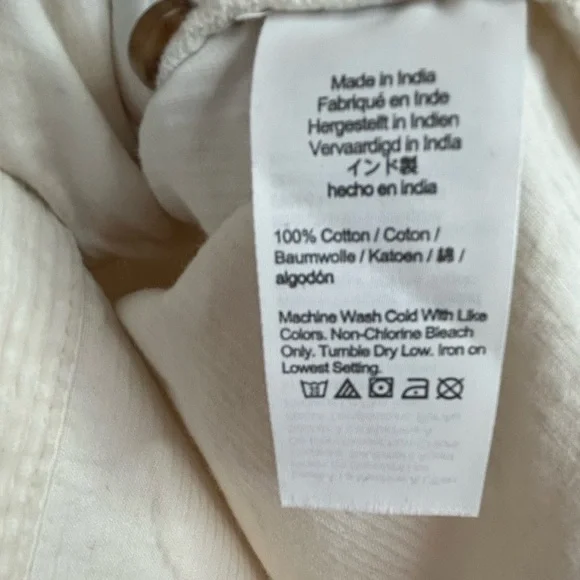 Made in India
Fabriqué en Inde
Hergestellt in Indien
Vervaardigd in India
インド製
hecho en india
100% Cotton / Coton /
Baumwolle / Katoen / 綿 /
algodón
Machine Wash Cold With Like
Colors. Non-Chlorine Bleach
Only. Tumble Dry Low. Iron on
Lowest Setting.